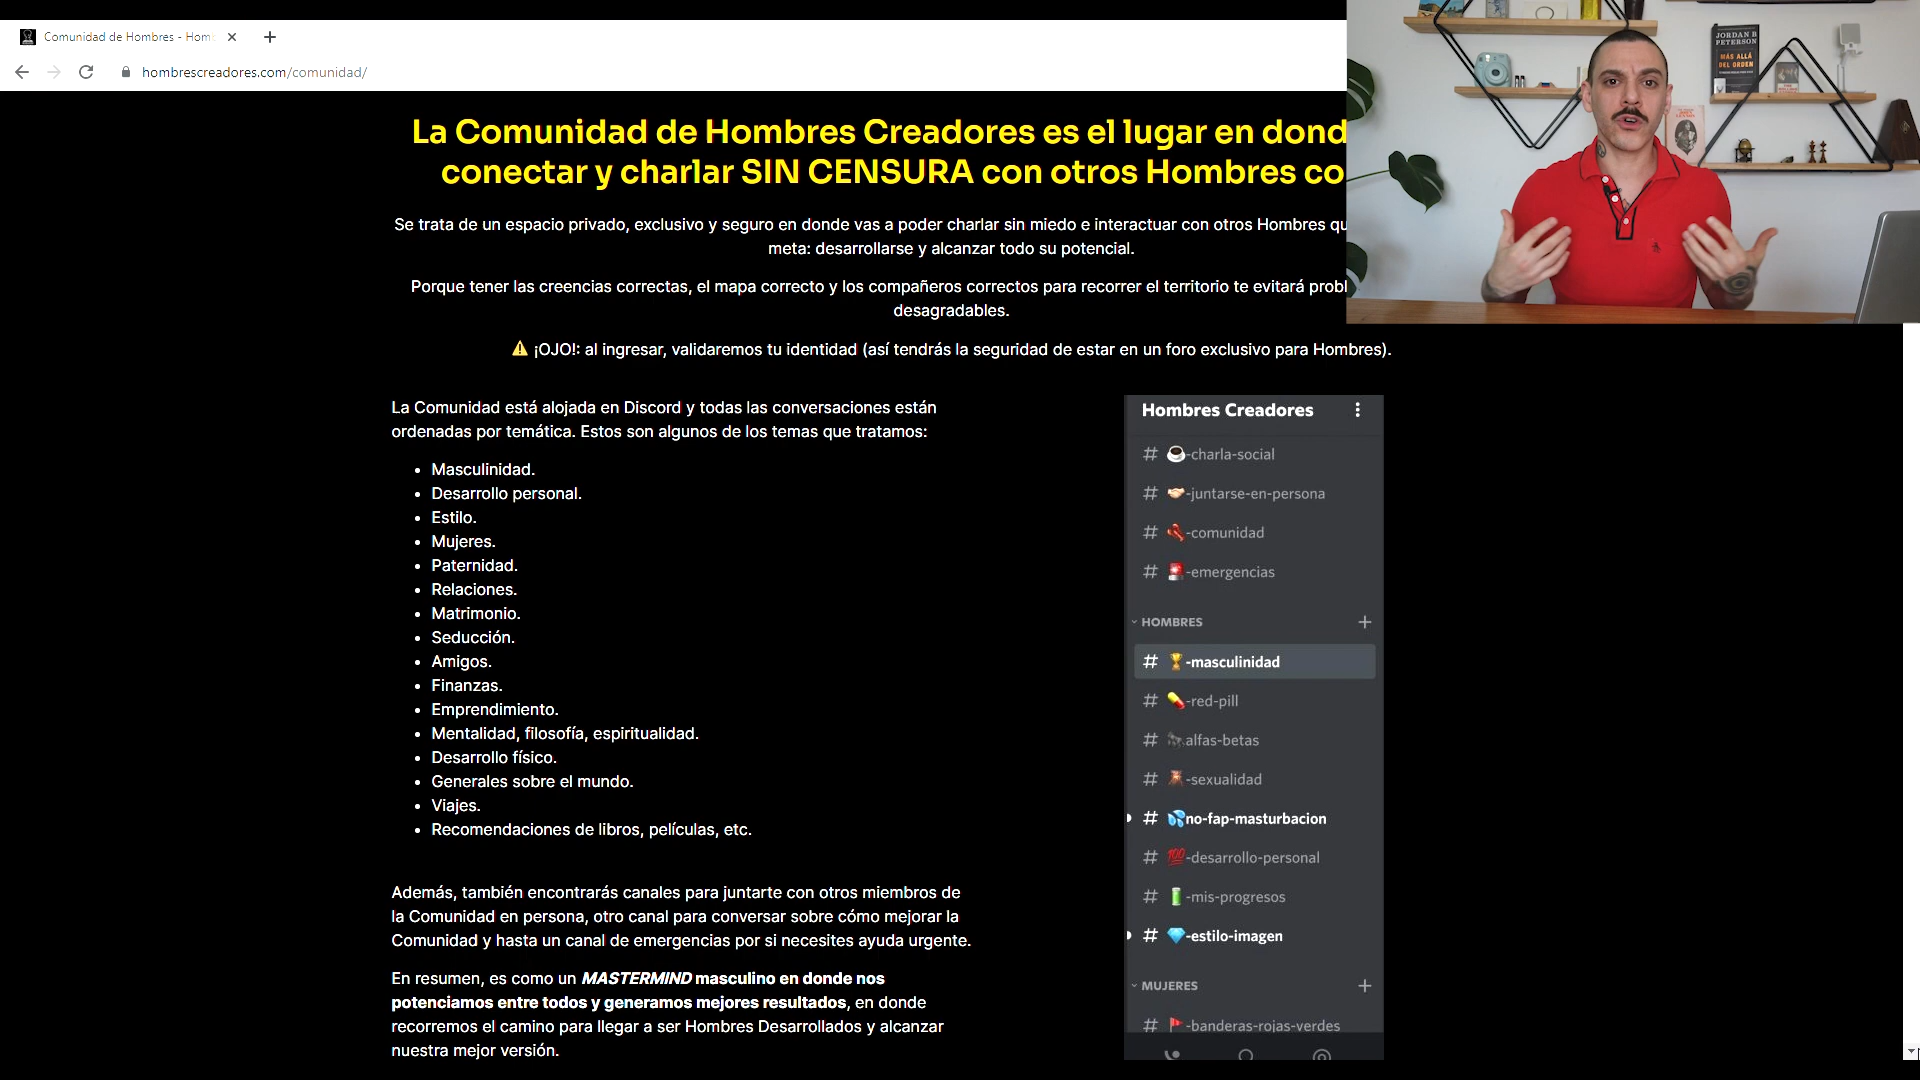 Comunidad de Hombres - Hom
hombrescreadores.com/comunidad/
JORDAN B
PETERSON
MÁS ALLÁ
DEL ORDEN
La Comunidad de Hombres Creadores es el lugar en dond
conectar y charlar SIN CENSURA con otros Hombres co
Se trata de un espacio privado, exclusivo y seguro en donde vas a poder charlar sin miedo e interactuar con otros Hombres qu
meta: desarrollarse y alcanzar todo su potencial.
Porque tener las creencias correctas, el mapa correcto y los compañeros correctos para recorrer el territorio te evitará probl
desagradables.
⚠️ ¡OJO!: al ingresar, validaremos tu identidad (así tendrás la seguridad de estar en un foro exclusivo para Hombres).
La Comunidad está alojada en Discord y todas las conversaciones están
ordenadas por temática. Estos son algunos de los temas que tratamos:
• Masculinidad.
• Desarrollo personal.
• Estilo.
• Mujeres.
• Paternidad.
• Relaciones.
• Matrimonio.
• Seducción.
• Amigos.
• Finanzas.
• Emprendimiento.
• Mentalidad, filosofía, espiritualidad.
• Desarrollo físico.
• Generales sobre el mundo.
• Viajes.
• Recomendaciones de libros, películas, etc.
Además, también encontrarás canales para juntarte con otros miembros de
la Comunidad en persona, otro canal para conversar sobre cómo mejorar la
Comunidad y hasta un canal de emergencias por si necesites ayuda urgente.
En resumen, es como un MASTERMIND masculino en donde nos
potenciamos entre todos y generamos mejores resultados, en donde
recorremos el camino para llegar a ser Hombres Desarrollados y alcanzar
nuestra mejor versión.
Hombres Creadores
# ☕-charla-social
# 🤝-juntarse-en-persona
# -comunidad
# 🚨-emergencias
HOMBRES
# 🏆-masculinidad
# 💊-red-pill
# alfas-betas
# -sexualidad
# 💦no-fap-masturbacion
# 💯-desarrollo-personal
# 🔋-mis-progresos
# 💎-estilo-imagen
MUJERES
# 🚩-banderas-rojas-verdes